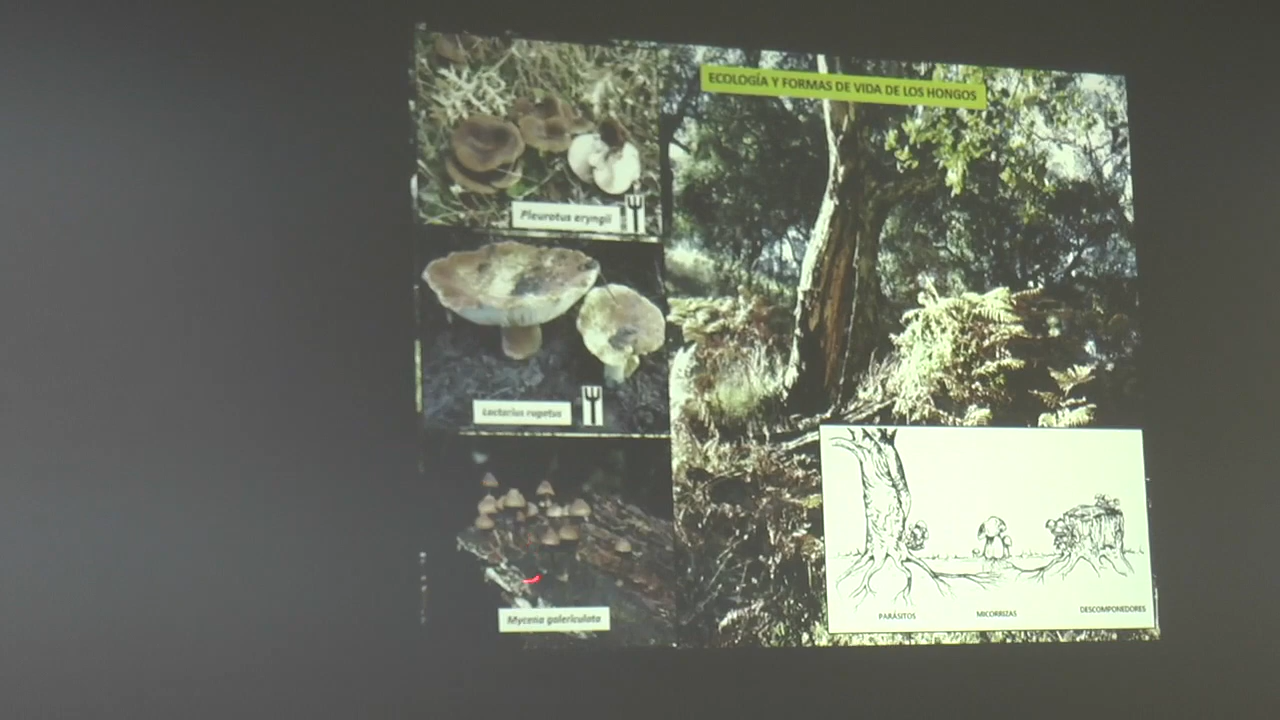 ECOLOGÍA Y FORMAS DE VIDA DE LOS HONGOS
Pleurotus eryngii
Lactarius rugatus
Mycena galericulata
PARÁSITOS
MICORRIZAS
DESCOMPONEDORES